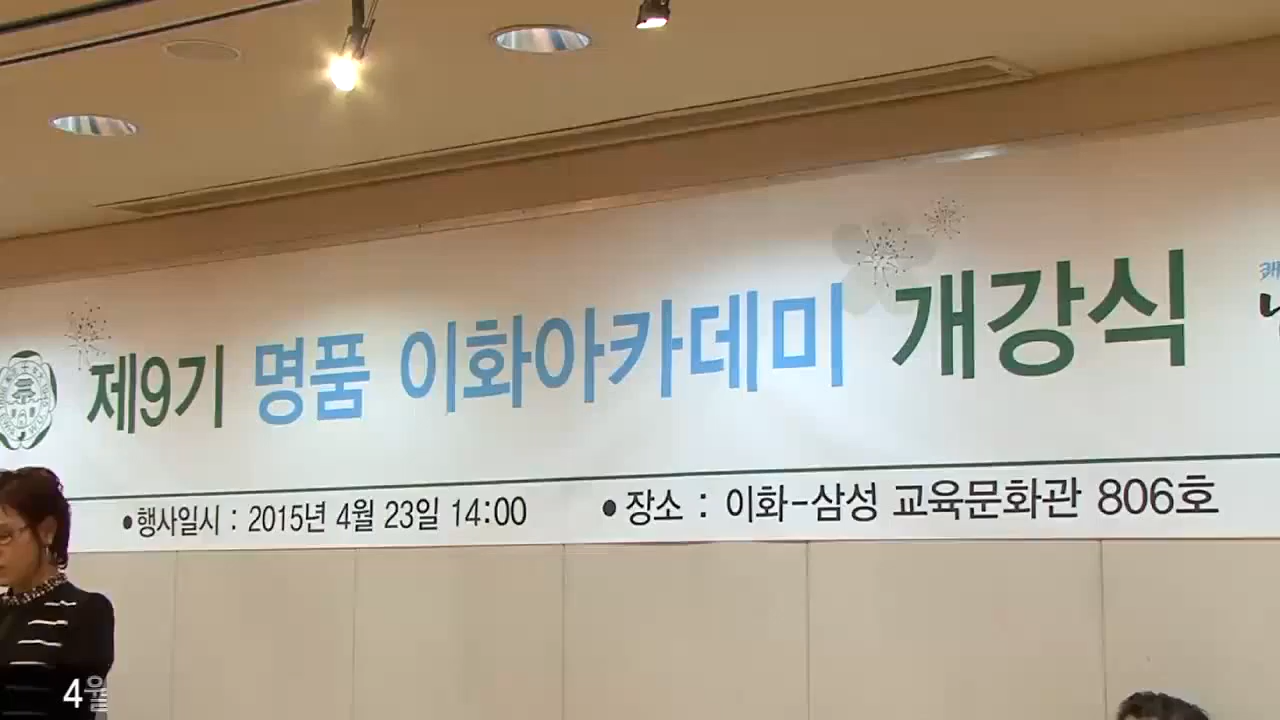 제9기 명품 이화아카데미 개강식
•행사일시 : 2015년 4월 23일 14:00
•장소 : 이화-삼성 교육문화관 806호
4월